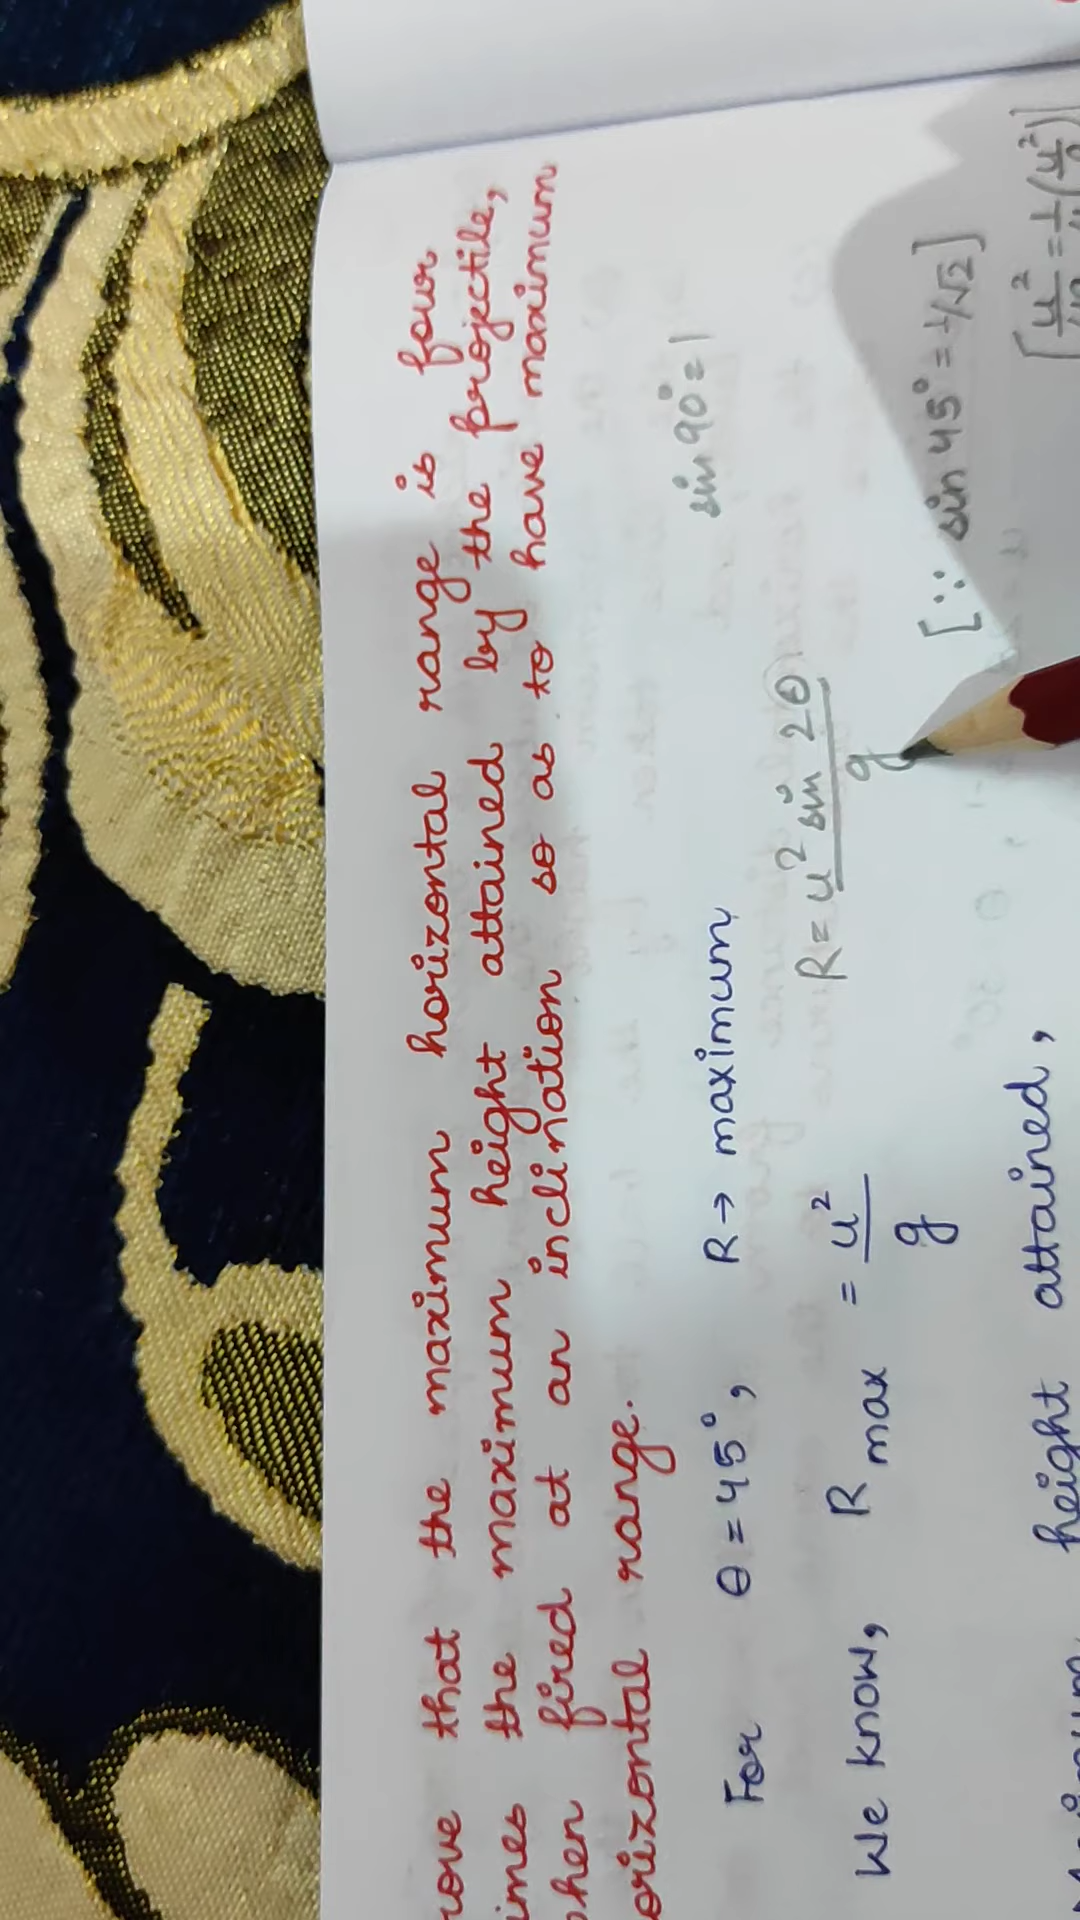 rove that the maximum horizontal range is four
imes the maximum height attained by the projectile,
hen fired at an inclination so as to have maximum
orizontal range.
For θ = 45°, R → maximum sin 90° = 1
We know, R max = u² / g R = u² sin 2θ / g
height attained, [∵ sin 45° = 1/√2]